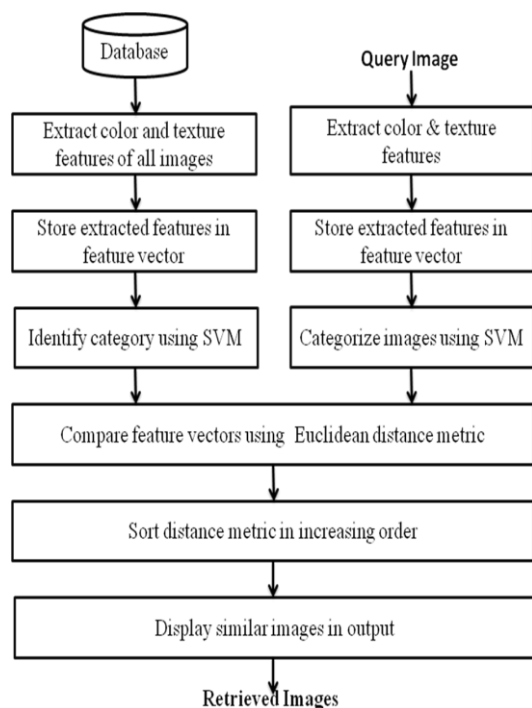 Database
Query Image
Extract color and texture
features of all images
Extract color & texture
features
Store extracted features in
feature vector
Store extracted features in
feature vector
Identify category using SVM
Categorize images using SVM
Compare feature vectors using Euclidean distance metric
Sort distance metric in increasing order
Display similar images in output
Retrieved Images